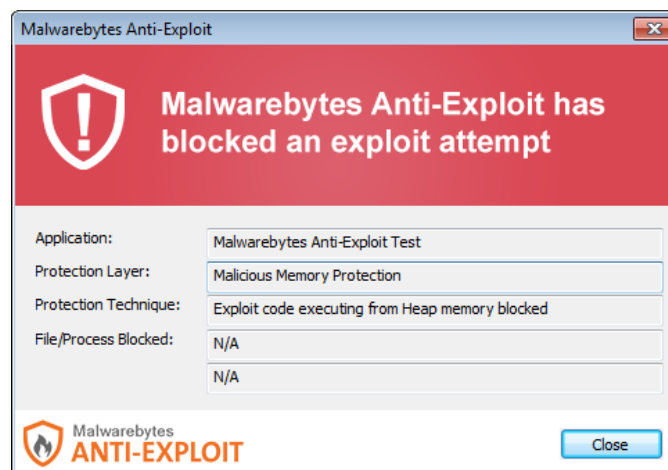 Malwarebytes Anti-Exploit
Malwarebytes Anti-Exploit has
blocked an exploit attempt
Application: Malwarebytes Anti-Exploit Test
Protection Layer: Malicious Memory Protection
Protection Technique: Exploit code executing from Heap memory blocked
File/Process Blocked: N/A
N/A
Malwarebytes
ANTI-EXPLOIT
Close